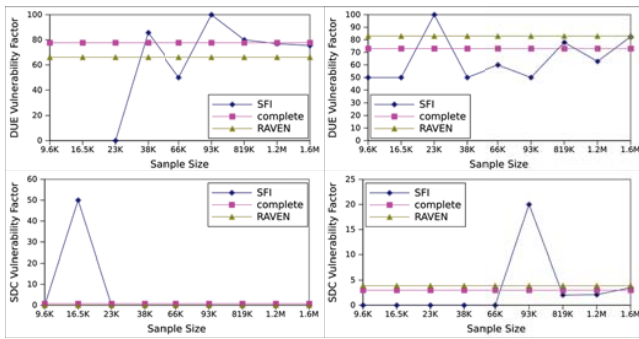 100
80
60
40
20
0
DUE Vulnerability Factor
SFI
complete
RAVEN
9.6K 16.5K 23K 38K 66K 93K 819K 1.2M 1.6M
Sample Size
100
90
80
70
60
50
40
30
20
10
0
DUE Vulnerability Factor
SFI
complete
RAVEN
9.6K 16.5K 23K 38K 66K 93K 819K 1.2M 1.6M
Sample Size
60
50
40
30
20
10
0
SDC Vulnerability Factor
SFI
complete
RAVEN
9.6K 16.5K 23K 38K 66K 93K 819K 1.2M 1.6M
Sample Size
25
20
15
10
5
0
SDC Vulnerability Factor
SFI
complete
RAVEN
9.6K 16.5K 23K 38K 66K 93K 819K 1.2M 1.6M
Sample Size